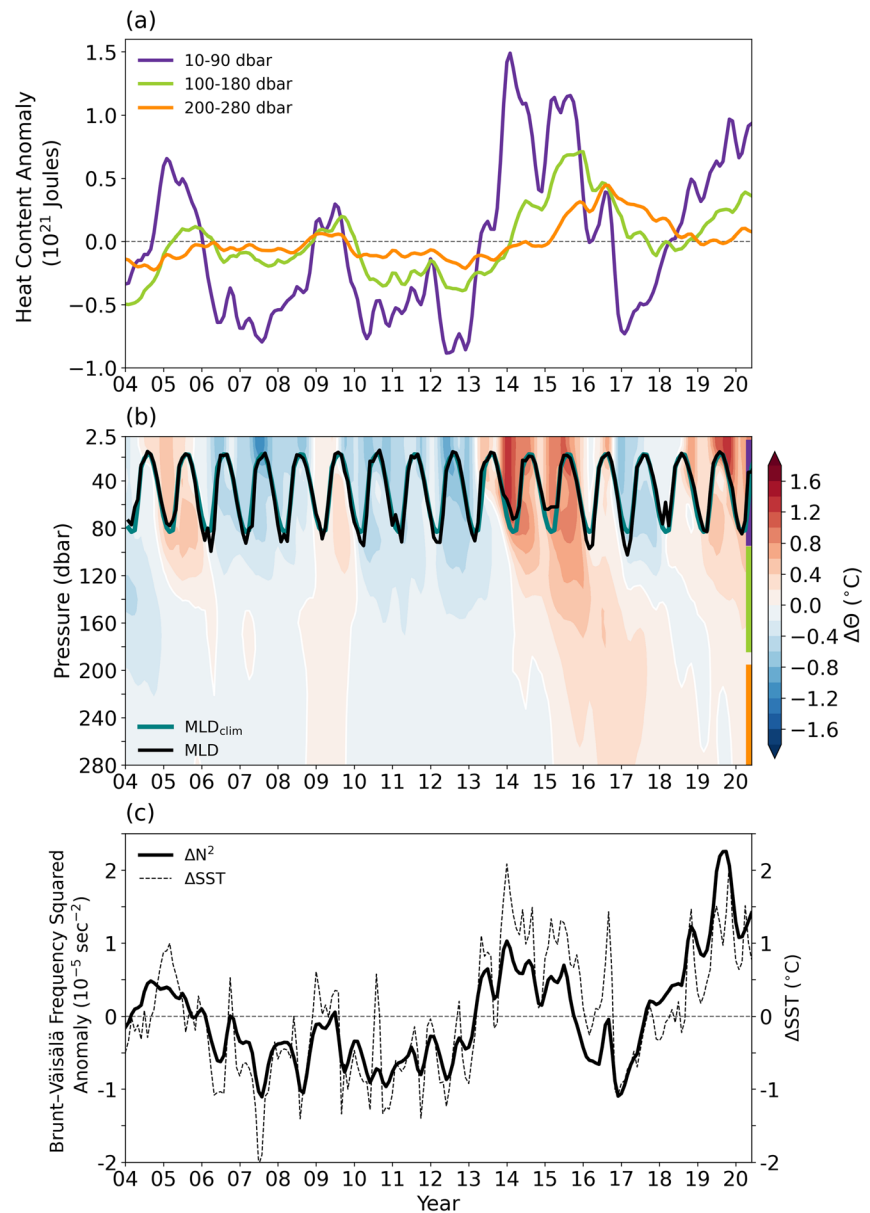 (a)
Heat Content Anomaly
(10²¹ Joules)
1.5
1.0
0.5
0.0
−0.5
−1.0
10-90 dbar
100-180 dbar
200-280 dbar
04 05 06 07 08 09 10 11 12 13 14 15 16 17 18 19 20
(b)
Pressure (dbar)
2.5
40
80
120
160
200
240
280
MLD_clim
MLD
04 05 06 07 08 09 10 11 12 13 14 15 16 17 18 19 20
1.6
1.2
0.8
0.4
0.0
−0.4
−0.8
−1.2
−1.6
ΔΘ (°C)
(c)
Brunt–Väisälä Frequency Squared
Anomaly (10⁻⁵ sec⁻²)
2
1
0
-1
-2
ΔN²
ΔSST
2
1
0
-1
-2
ΔSST (°C)
04 05 06 07 08 09 10 11 12 13 14 15 16 17 18 19 20
Year